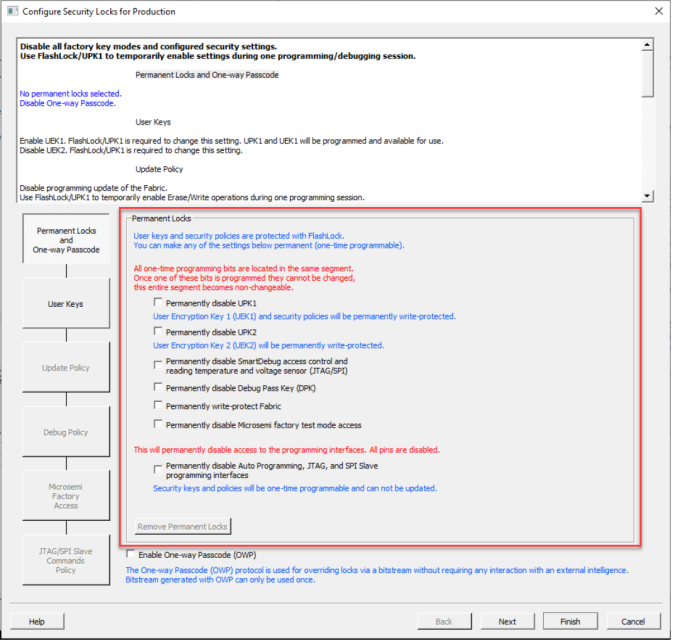 Configure Security Locks for Production
Disable all factory key modes and configured security settings.
Use FlashLock/UPK1 to temporarily enable settings during one programming/debugging session.
Permanent Locks and One-way Passcode
No permanent locks selected.
Disable One-way Passcode.
User Keys
Enable UEK1. FlashLock/UPK1 is required to change this setting. UPK1 and UEK1 will be programmed and available for use.
Disable UEK2. FlashLock/UPK1 is required to change this setting.
Update Policy
Disable programming update of the Fabric.
Use FlashLock/UPK1 to temporarily enable Erase/Write operations during one programming session.
Permanent Locks
and
One-way Passcode
User Keys
Update Policy
Debug Policy
Microsemi
Factory
Access
JTAG/SPI Slave
Commands
Policy
Permanent Locks
User keys and security policies are protected with FlashLock.
You can make any of the settings below permanent (one-time programmable).
All one-time programming bits are located in the same segment.
Once one of these bits is programmed they cannot be changed,
this entire segment becomes non-changeable.
Permanently disable UPK1
User Encryption Key 1 (UEK1) and security policies will be permanently write-protected.
Permanently disable UPK2
User Encryption Key 2 (UEK2) will be permanently write-protected.
Permanently disable SmartDebug access control and
reading temperature and voltage sensor (JTAG/SPI)
Permanently disable Debug Pass Key (DPK)
Permanently write-protect Fabric
Permanently disable Microsemi factory test mode access
This will permanently disable access to the programming interfaces. All pins are disabled.
Permanently disable Auto Programming, JTAG, and SPI Slave
programming interfaces
Security keys and policies will be one-time programmable and can not be updated.
Remove Permanent Locks
Enable One-way Passcode (OWP)
The One-way Passcode (OWP) protocol is used for overriding locks via a bitstream without requiring any interaction with an external intelligence.
Bitstream generated with OWP can only be used once.
Help
Back
Next
Finish
Cancel